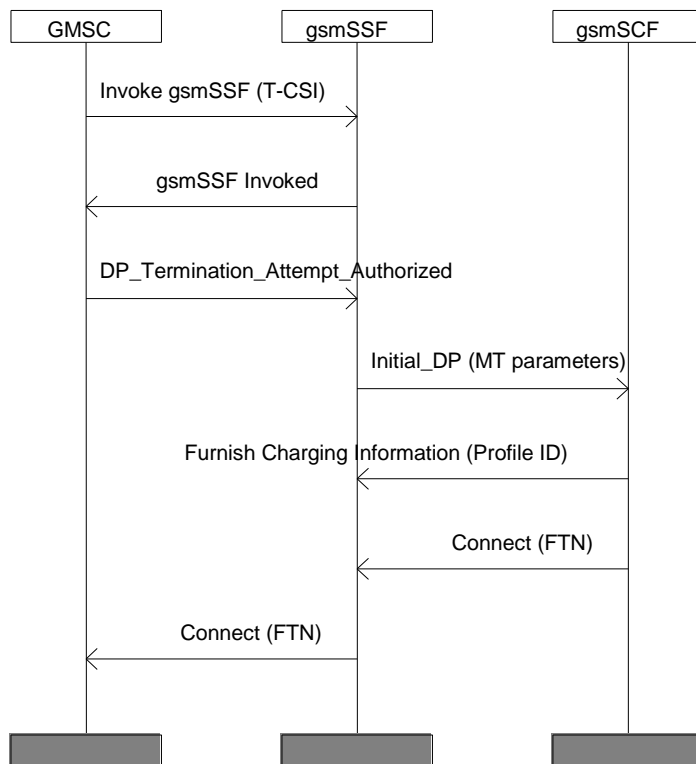 GMSC
gsmSSF
gsmSCF
Invoke gsmSSF (T-CSI)
gsmSSF Invoked
DP_Termination_Attempt_Authorized
Initial_DP (MT parameters)
Furnish Charging Information (Profile ID)
Connect (FTN)
Connect (FTN)